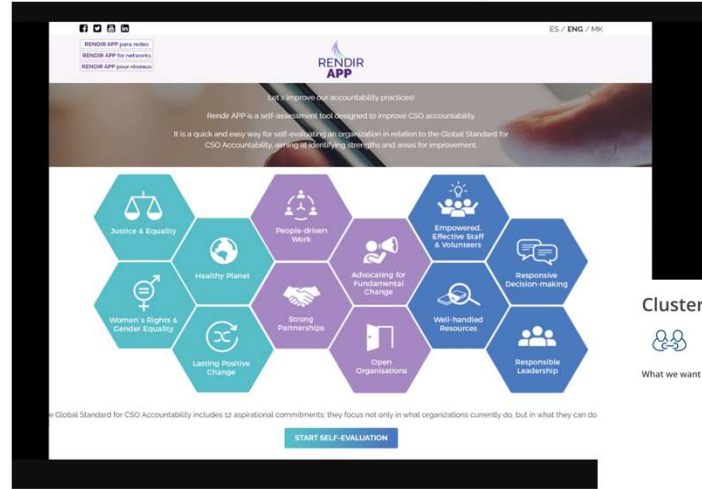 ES / ENG / MK
RENDIR APP para redes
RENDIR APP for networks
RENDIR APP pour réseaux
RENDIR
APP
Let´s improve our accountability practices!
Rendir APP is a self-assessment tool designed to improve CSO accountability.
It is a quick and easy way for self-evaluating an organization in relation to the Global Standard for
CSO Accountability, aiming at identifying strengths and areas for improvement.
Justice & Equality
Healthy Planet
People-driven
Work
Advocating for
Fundamental
Change
Empowered,
Effective Staff
& Volunteers
Responsive
Decision-making
Women´s Rights &
Gender Equality
Lasting Positive
Change
Strong
Partnerships
Open
Organisations
Well-handled
Resources
Responsible
Leadership
e Global Standard for CSO Accountability includes 12 aspirational commitments: they focus not only in what organizations currently do, but in what they can do
START SELF-EVALUATION
Cluster
What we want